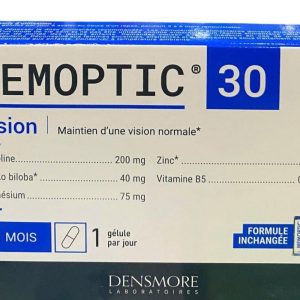 EMOPTIC® 30
sion | Maintien d'une vision normale*
oline 200 mg Zinc*
o biloba* 40 mg Vitamine B5
ésium 75 mg
MOIS 1 gélule par jour
FORMULE
INCHANGÉE
DENSMORE
LABORATOIRES